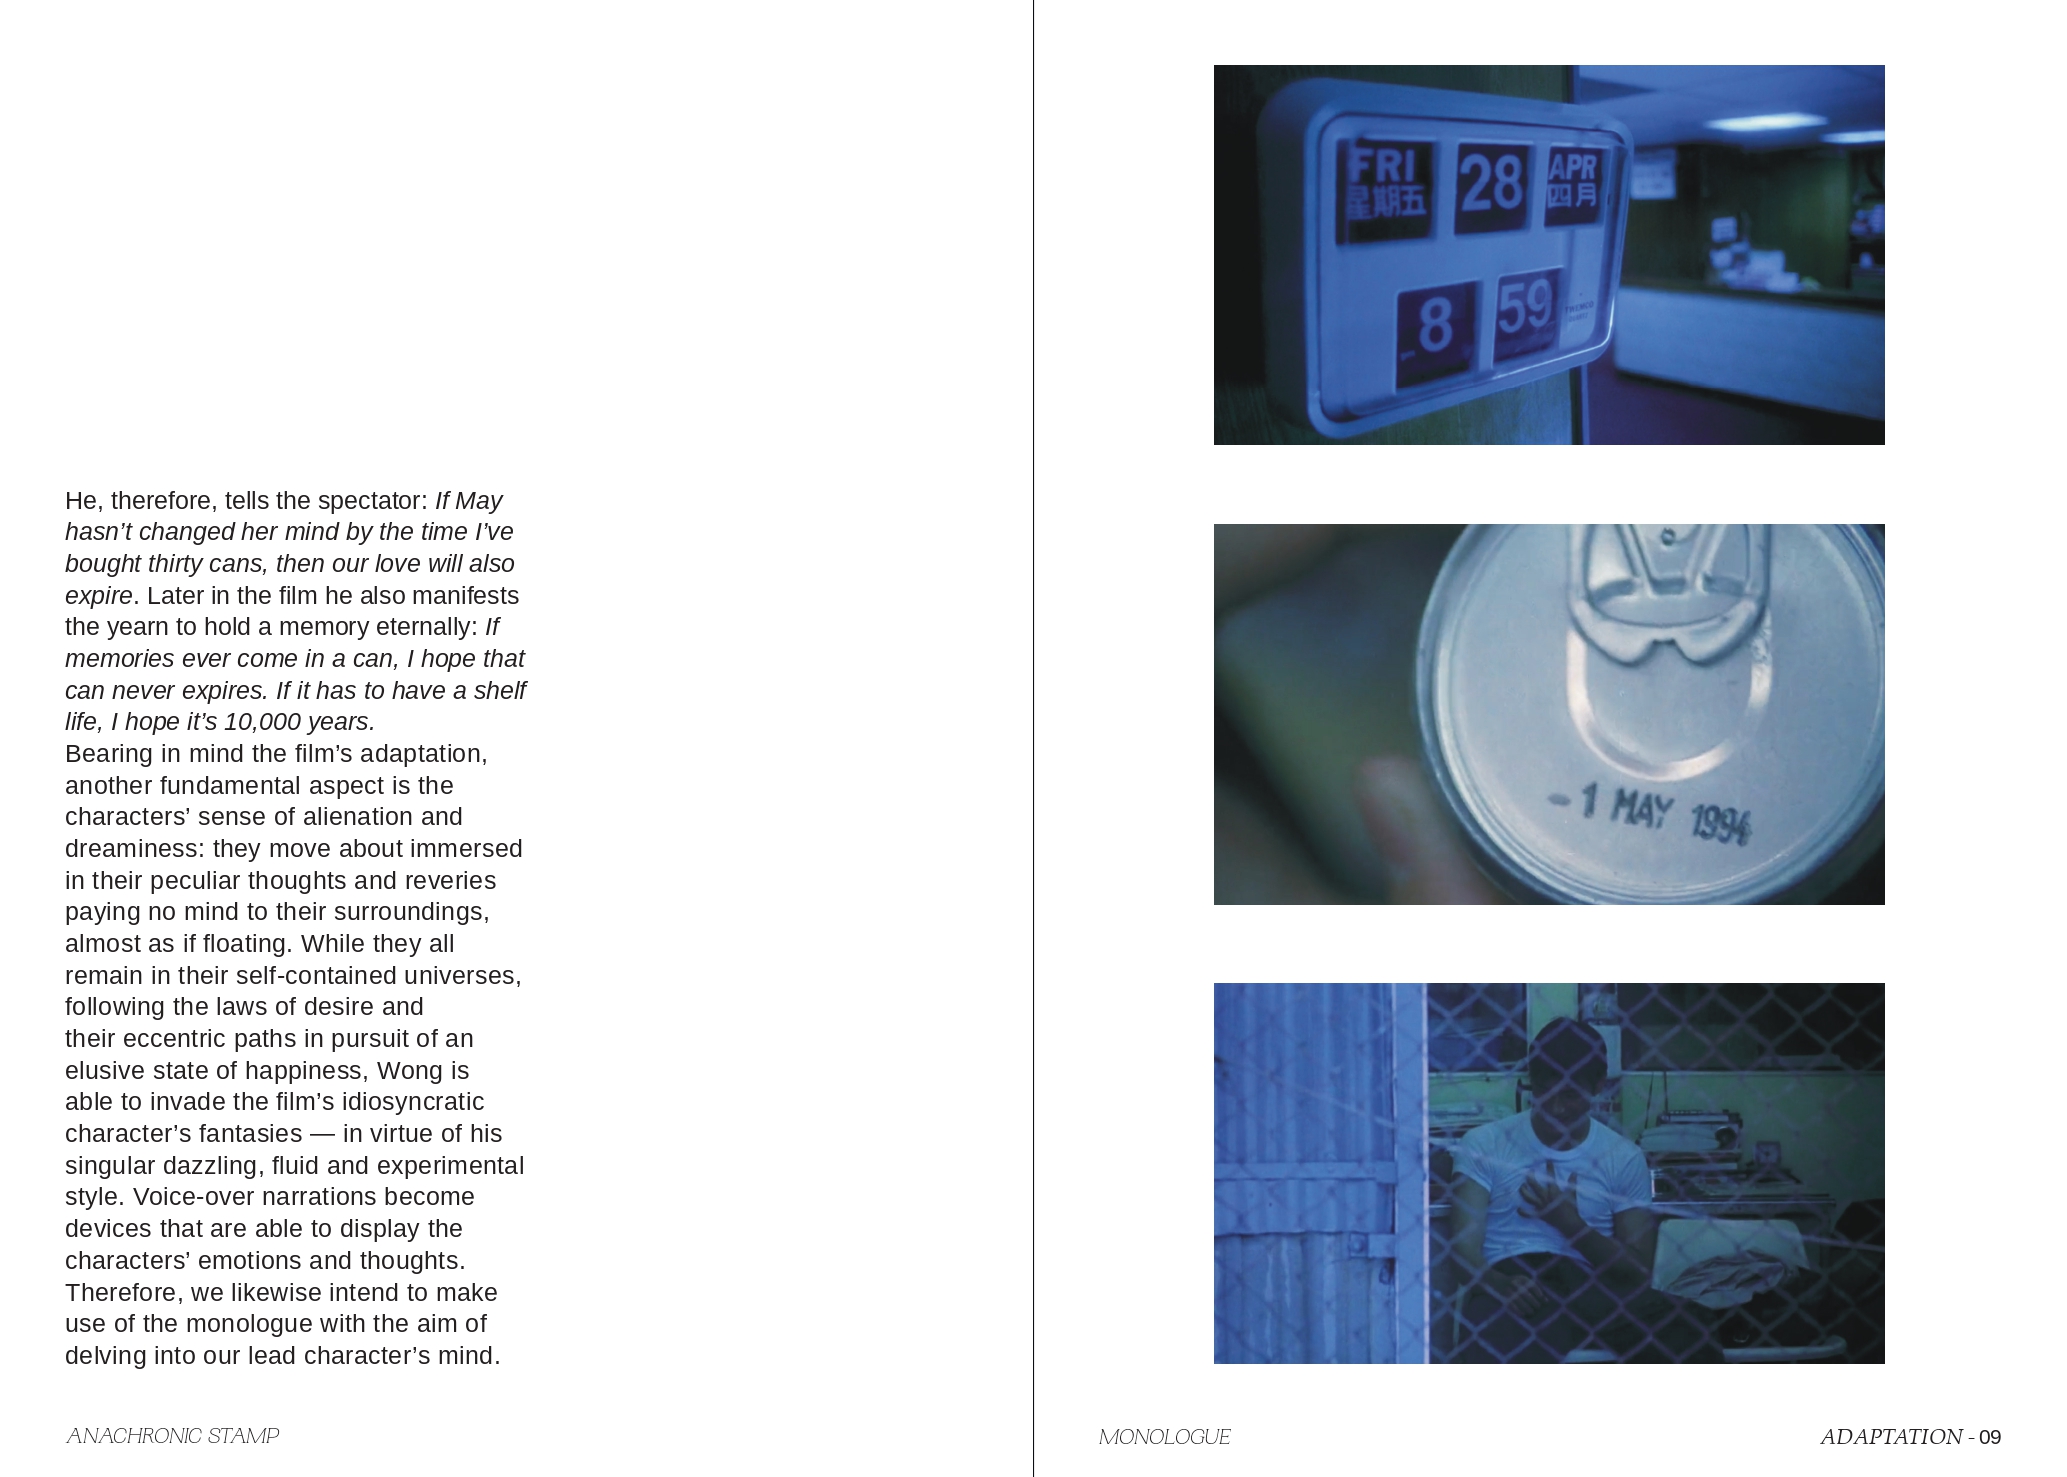 He, therefore, tells the spectator: If May
hasn’t changed her mind by the time I’ve
bought thirty cans, then our love will also
expire. Later in the film he also manifests
the yearn to hold a memory eternally: If
memories ever come in a can, I hope that
can never expires. If it has to have a shelf
life, I hope it’s 10,000 years.
Bearing in mind the film’s adaptation,
another fundamental aspect is the
characters’ sense of alienation and
dreaminess: they move about immersed
in their peculiar thoughts and reveries
paying no mind to their surroundings,
almost as if floating. While they all
remain in their self-contained universes,
following the laws of desire and
their eccentric paths in pursuit of an
elusive state of happiness, Wong is
able to invade the film’s idiosyncratic
character’s fantasies — in virtue of his
singular dazzling, fluid and experimental
style. Voice-over narrations become
devices that are able to display the
characters’ emotions and thoughts.
Therefore, we likewise intend to make
use of the monologue with the aim of
delving into our lead character’s mind.
ANACHRONIC STAMP
FRI 28 APR
星期五 四月
8 59
- 1 MAY 1994
MONOLOGUE
ADAPTATION - 09